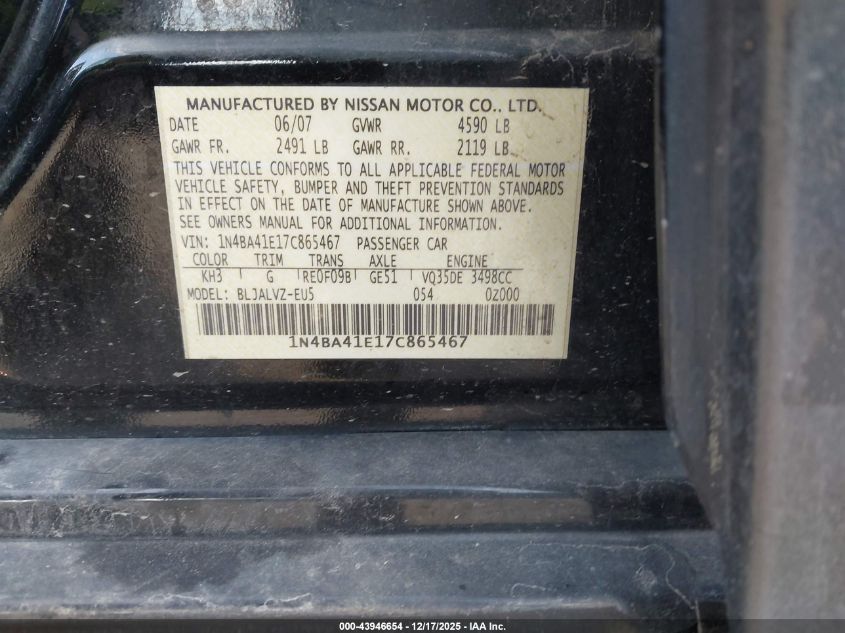 MANUFACTURED BY NISSAN MOTOR CO., LTD.
DATE 06/07 GVWR 4590 LB
GAWR FR. 2491 LB GAWR RR. 2119 LB
THIS VEHICLE CONFORMS TO ALL APPLICABLE FEDERAL MOTOR
VEHICLE SAFETY, BUMPER AND THEFT PREVENTION STANDARDS
IN EFFECT ON THE DATE OF MANUFACTURE SHOWN ABOVE.
SEE OWNERS MANUAL FOR ADDITIONAL INFORMATION.
VIN: 1N4BA41E17C865467 PASSENGER CAR
COLOR TRIM TRANS AXLE ENGINE
KH3 G RE0F09B GE51 VQ35DE 3498CC
MODEL: BLJALVZ-EU5 054 0Z000
1N4BA41E17C865467
000-43946654 - 12/17/2025 - IAA Inc.